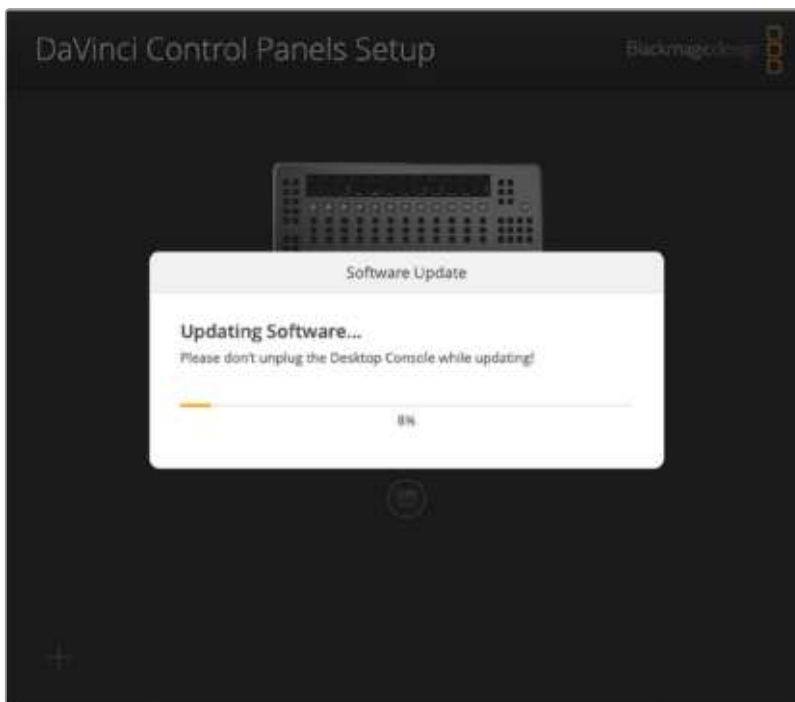 DaVinci Control Panels Setup
Blackmagicdesign
Software Update
Updating Software...
Please don't unplug the Desktop Console while updating!
8%